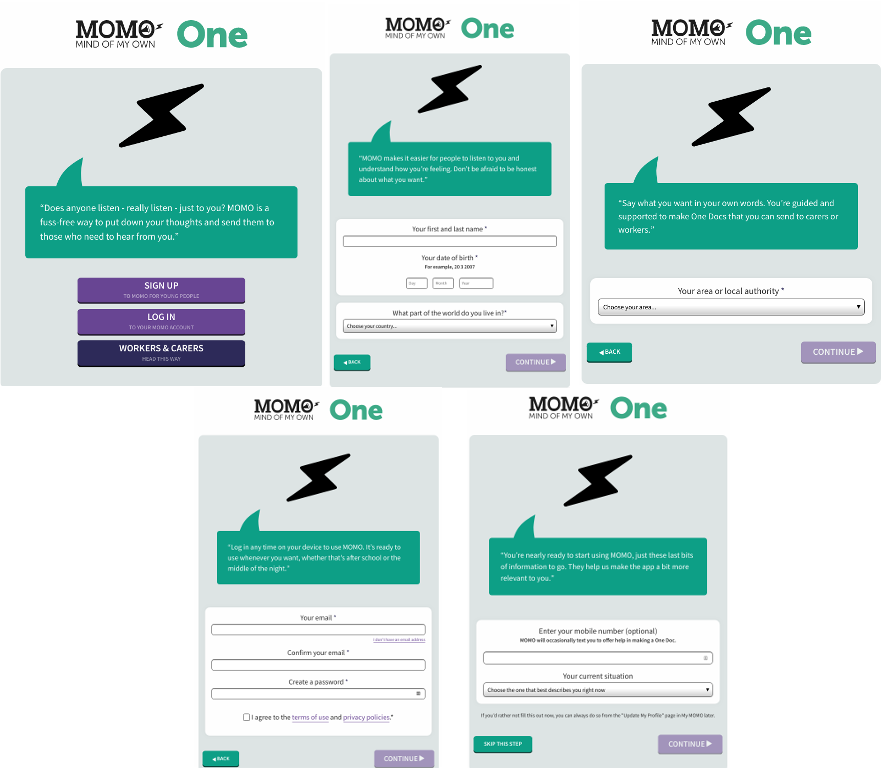 MOMO
MIND OF MY OWN
One
"Does anyone listen - really listen - just to you? MOMO is a
fuss-free way to put down your thoughts and send them to
those who need to hear from you."
SIGN UP
TO MOMO FOR YOUNG PEOPLE
LOG IN
TO YOUR MOMO ACCOUNT
WORKERS & CARERS
HEAD THIS WAY
MOMO
MIND OF MY OWN
One
"MOMO makes it easier for people to listen to you and
understand how you're feeling. Don't be afraid to be honest
about what you want."
Your first and last name *
Your date of birth *
For example, 20 3 2007
Day
Month
Year
What part of the world do you live in?*
Choose your country...
BACK
CONTINUE
MOMO
MIND OF MY OWN
One
"Say what you want in your own words. You're guided and
supported to make One Docs that you can send to carers or
workers."
Your area or local authority *
Choose your area...
BACK
CONTINUE
MOMO
MIND OF MY OWN
One
"Log in any time on your device to use MOMO. It's ready to
use whenever you want, whether that's after school or the
middle of the night."
Your email *
I don't have an email address
Confirm your email *
Create a password *
I agree to the terms of use and privacy policies.*
BACK
CONTINUE
MOMO
MIND OF MY OWN
One
"You're nearly ready to start using MOMO, just these last bits
of information to go. They help us make the app a bit more
relevant to you."
Enter your mobile number (optional)
MOMO will occasionally text you to offer help in making a One Doc.
Your current situation
Choose the one that best describes you right now
If you'd rather not fill this out now, you can always do so from the "Update My Profile" page in My MOMO later.
SKIP THIS STEP
CONTINUE